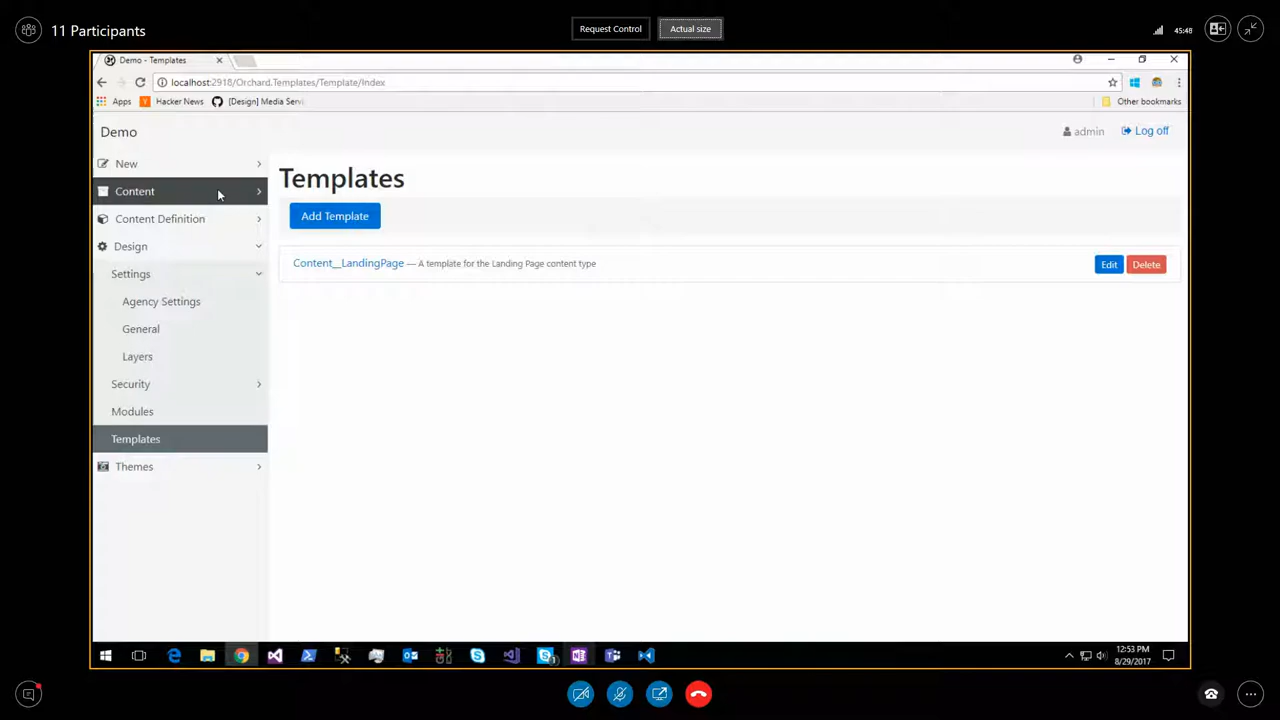 11 Participants
Request Control
Actual size
45:48
Demo - Templates
localhost:2918/Orchard.Templates/Template/Index
Apps
Hacker News
[Design] Media Servi
Other bookmarks
Demo
admin
Log off
New
Content
Content Definition
Design
Settings
Agency Settings
General
Layers
Security
Modules
Templates
Themes
Templates
Add Template
Content__LandingPage — A template for the Landing Page content type
Edit
Delete
12:53 PM
8/29/2017